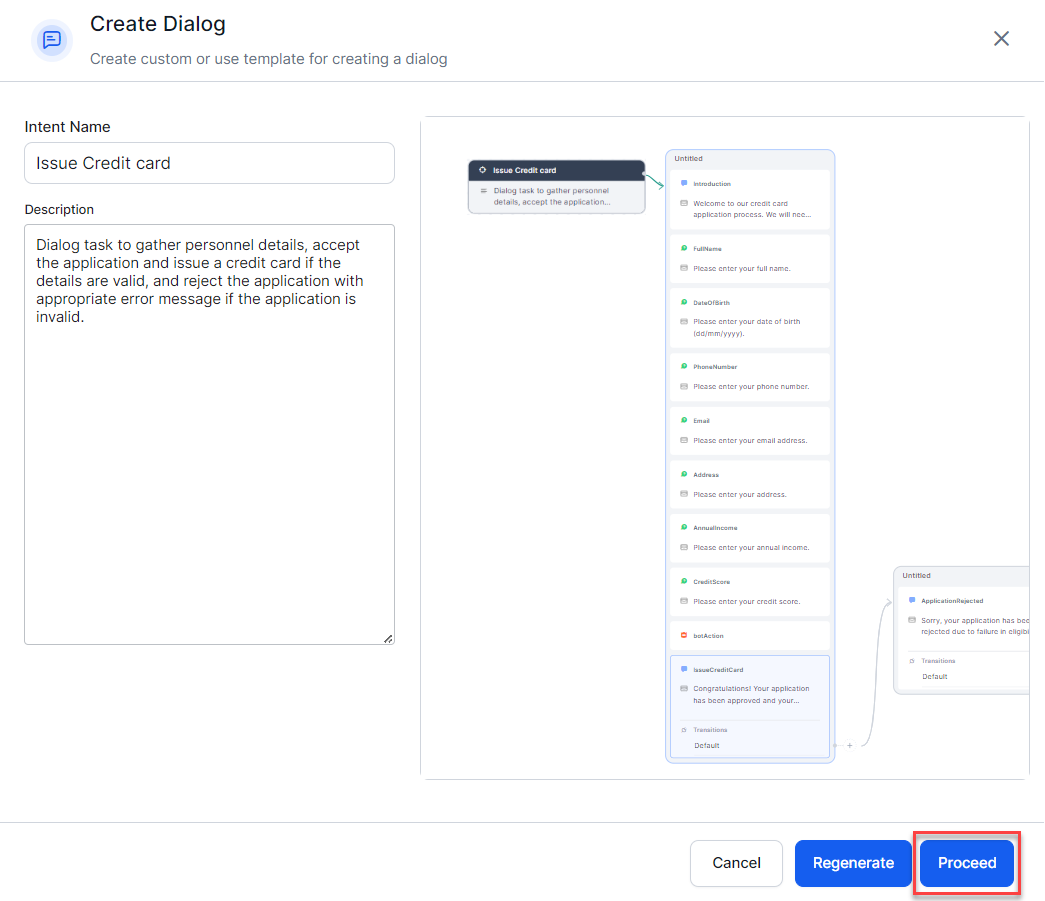 Create Dialog
Create custom or use template for creating a dialog
Intent Name
Issue Credit card
Description
Dialog task to gather personnel details, accept
the application and issue a credit card if the
details are valid, and reject the application with
appropriate error message if the application is
invalid.
Issue Credit card
Dialog task to gather personnel
details, accept the application...
Untitled
Introduction
Welcome to our credit card
application process. We will nee...
FullName
Please enter your full name.
DateOfBirth
Please enter your date of birth
(dd/mm/yyyy).
PhoneNumber
Please enter your phone number.
Email
Please enter your email address.
Address
Please enter your address.
AnnualIncome
Please enter your annual income.
CreditScore
Please enter your credit score.
botAction
IssueCreditCard
Congratulations! Your application
has been approved and your...
Transitions
Default
Untitled
ApplicationRejected
Sorry, your application has bee
rejected due to failure in eligibi
Transitions
Default
Cancel
Regenerate
Proceed